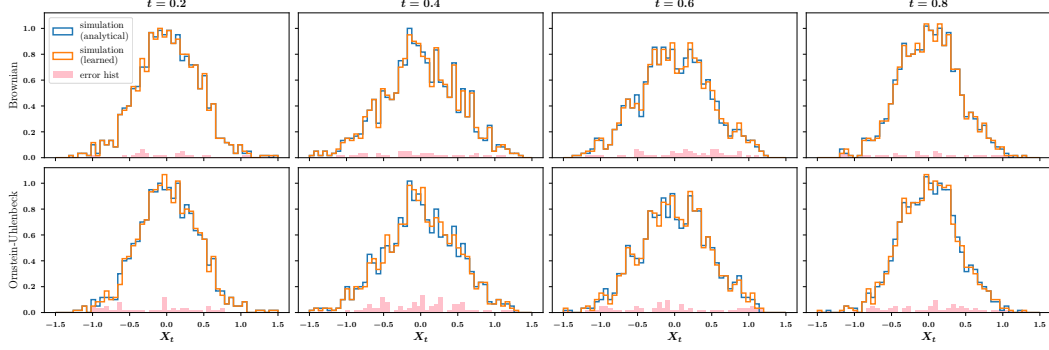 t = 0.2 t = 0.4 t = 0.6 t = 0.8
simulation
(analytical)
simulation
(learned)
error hist
Brownian
1.0
0.8
0.6
0.4
0.2
0.0
Ornstein-Uhlenbeck
1.0
0.8
0.6
0.4
0.2
0.0
−1.5 −1.0 −0.5 0.0 0.5 1.0 1.5 −1.5 −1.0 −0.5 0.0 0.5 1.0 1.5 −1.5 −1.0 −0.5 0.0 0.5 1.0 1.5 −1.5 −1.0 −0.5 0.0 0.5 1.0 1.5
X_t X_t X_t X_t